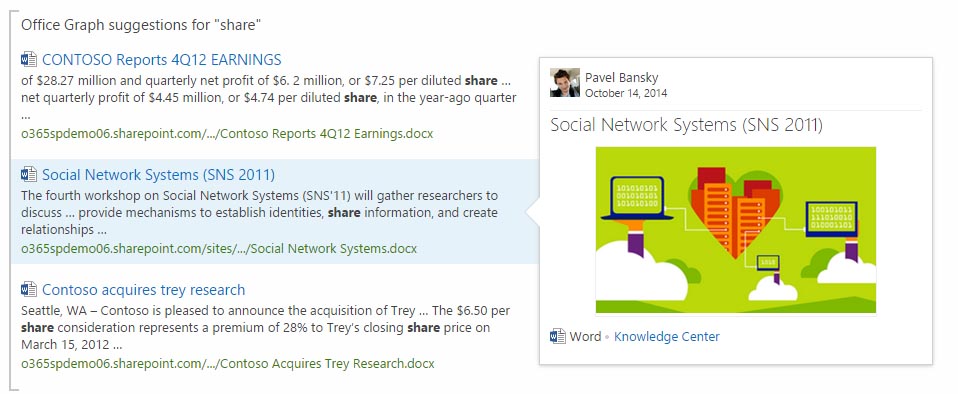 Office Graph suggestions for "share"
CONTOSO Reports 4Q12 EARNINGS
of $28.27 million and quarterly net profit of $6. 2 million, or $7.25 per diluted share ...
net quarterly profit of $4.45 million, or $4.74 per diluted share, in the year-ago quarter
...
o365spdemo06.sharepoint.com/.../Contoso Reports 4Q12 Earnings.docx
Social Network Systems (SNS 2011)
The fourth workshop on Social Network Systems (SNS'11) will gather researchers to
discuss ... provide mechanisms to establish identities, share information, and create
relationships ...
o365spdemo06.sharepoint.com/sites/.../Social Network Systems.docx
Contoso acquires trey research
Seattle, WA – Contoso is pleased to announce the acquisition of Trey ... The $6.50 per
share consideration represents a premium of 28% to Trey's closing share price on
March 15, 2012 ...
o365spdemo06.sharepoint.com/.../Contoso Acquires Trey Research.docx
Pavel Bansky
October 14, 2014
Social Network Systems (SNS 2011)
010101010
001010101
101010100
100101011
111010010
010001101
1010
Word • Knowledge Center